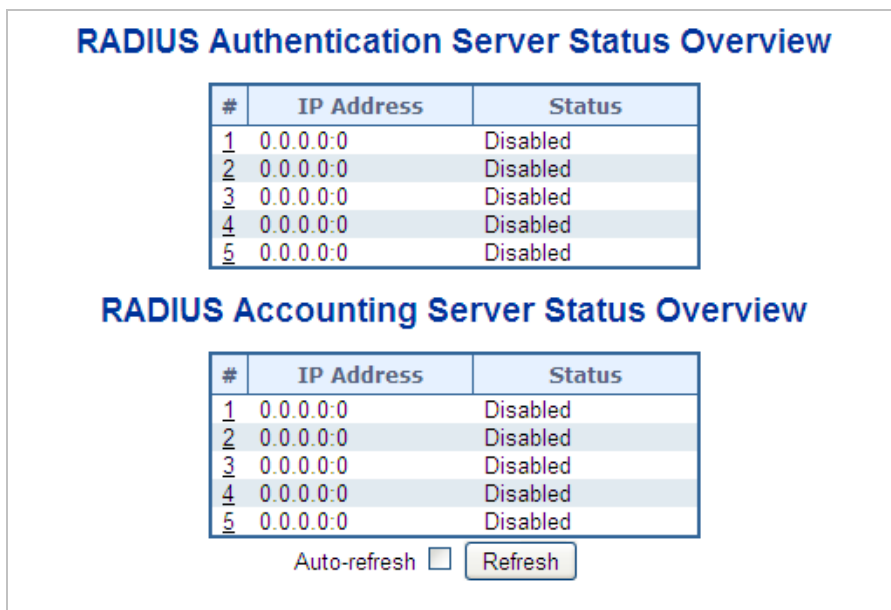 RADIUS Authentication Server Status Overview
# IP Address Status
1 0.0.0.0:0 Disabled
2 0.0.0.0:0 Disabled
3 0.0.0.0:0 Disabled
4 0.0.0.0:0 Disabled
5 0.0.0.0:0 Disabled
RADIUS Accounting Server Status Overview
# IP Address Status
1 0.0.0.0:0 Disabled
2 0.0.0.0:0 Disabled
3 0.0.0.0:0 Disabled
4 0.0.0.0:0 Disabled
5 0.0.0.0:0 Disabled
Auto-refresh Refresh